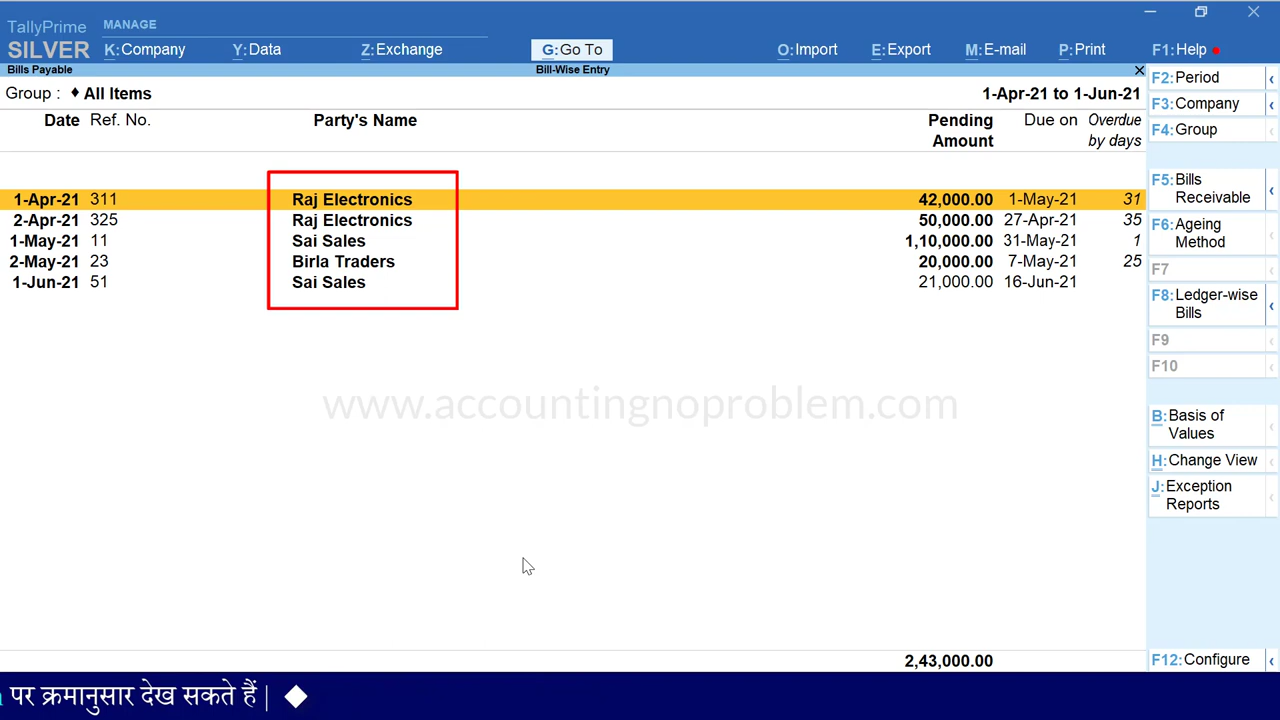 TallyPrime MANAGE
SILVER K:Company Y:Data Z:Exchange G:Go To O:Import E:Export M:E-mail P:Print F1:Help
Bills Payable Bill-Wise Entry
Group : ♦ All Items 1-Apr-21 to 1-Jun-21
Date Ref. No. Party's Name Pending Amount Due on Overdue by days
1-Apr-21 311 Raj Electronics 42,000.00 1-May-21 31
2-Apr-21 325 Raj Electronics 50,000.00 27-Apr-21 35
1-May-21 11 Sai Sales 1,10,000.00 31-May-21 1
2-May-21 23 Birla Traders 20,000.00 7-May-21 25
1-Jun-21 51 Sai Sales 21,000.00 16-Jun-21
2,43,000.00
F2:Period
F3:Company
F4:Group
F5:Bills
Receivable
F6:Ageing
Method
F7
F8:Ledger-wise
Bills
F9
F10
B:Basis of
Values
H:Change View
J:Exception
Reports
F12:Configure
www.accountingnoproblem.com
पर क्रमानुसार देख सकते हैं | ◆